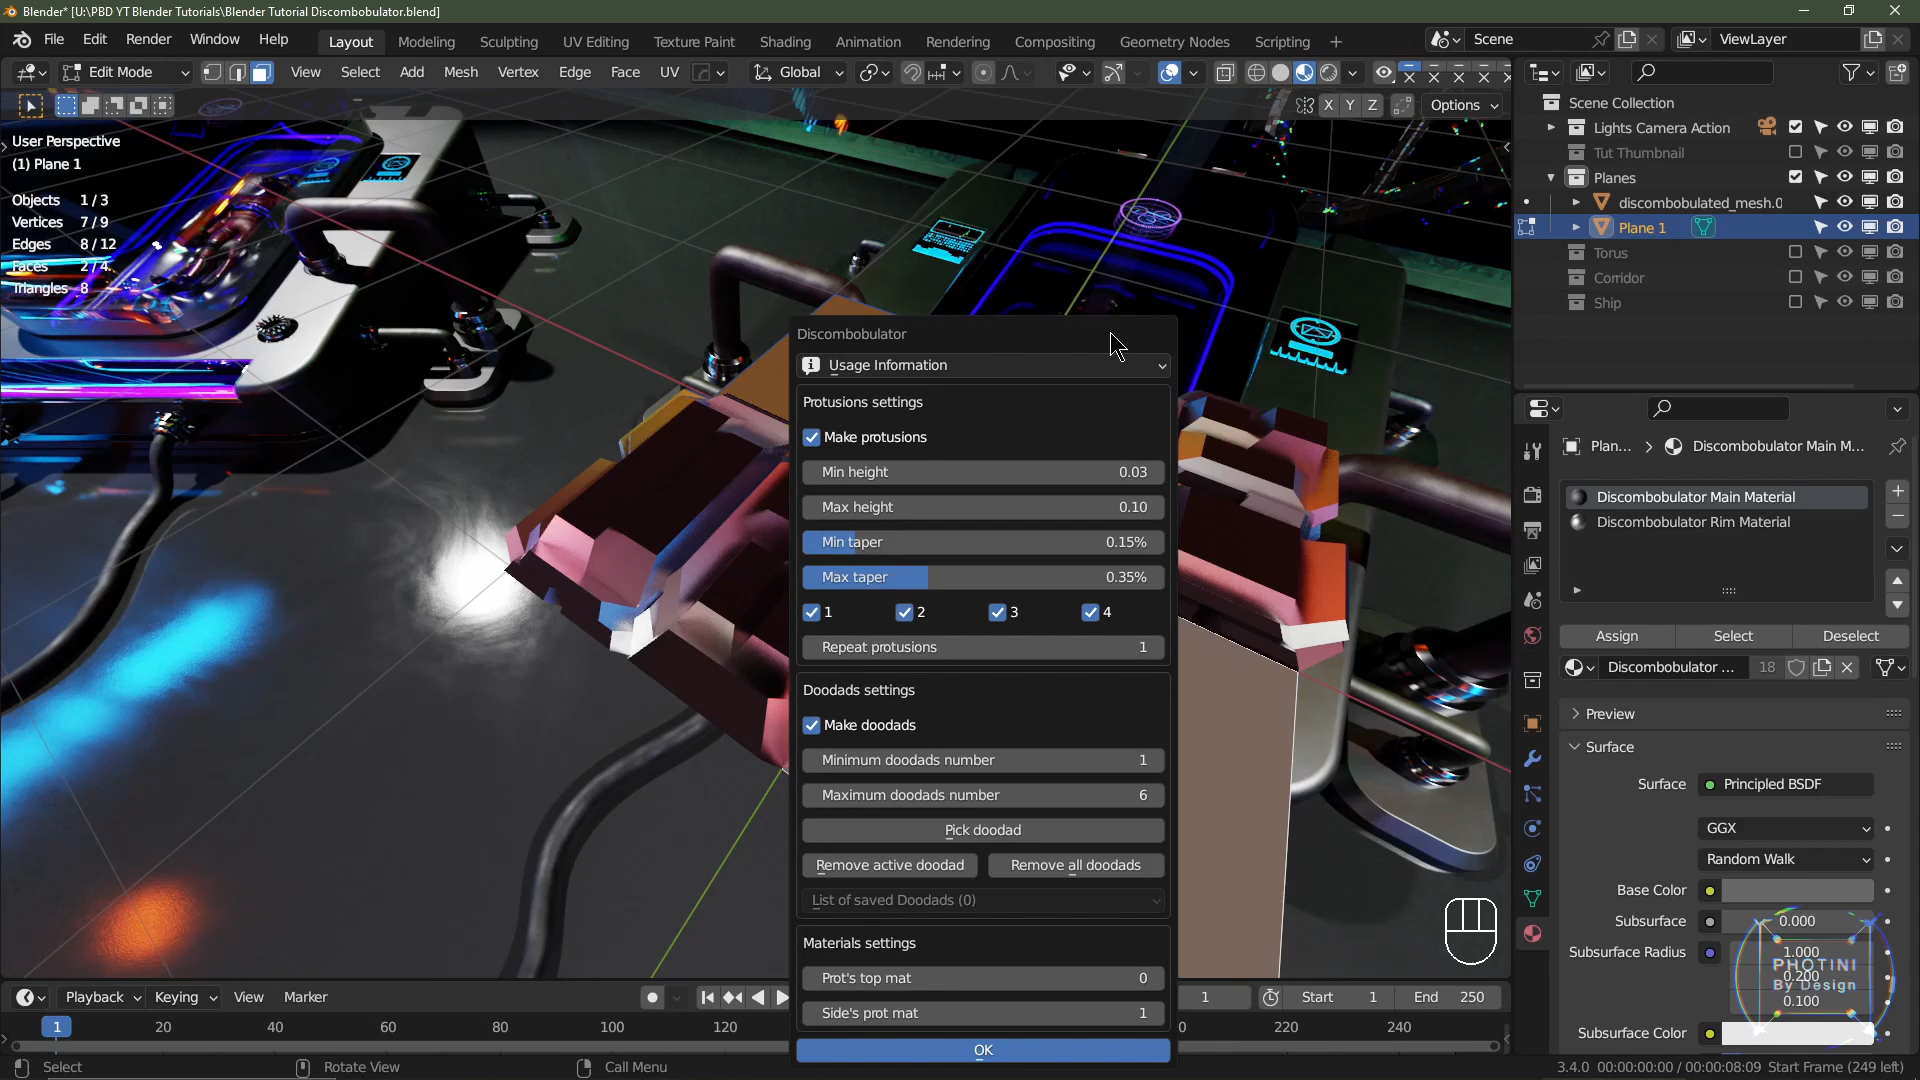 Blender* [U:\PBD YT Blender Tutorials\Blender Tutorial Discombobulator.blend]
File Edit Render Window Help Layout Modeling Sculpting UV Editing Texture Paint Shading Animation Rendering Compositing Geometry Nodes Scripting + Scene ViewLayer
Edit Mode View Select Add Mesh Vertex Edge Face UV Global
X Y Z Options
User Perspective
(1) Plane 1
Objects 1/3
Vertices 7/9
Edges 8/12
Faces 2/4
Triangles 8
Discombobulator
Usage Information
Protusions settings
Make protusions
Min height 0.03
Max height 0.10
Min taper 0.15%
Max taper 0.35%
1 2 3 4
Repeat protusions 1
Doodads settings
Make doodads
Minimum doodads number 1
Maximum doodads number 6
Pick doodad
Remove active doodad Remove all doodads
List of saved Doodads (0)
Materials settings
Prot's top mat 0
Side's prot mat 1
OK
Scene Collection
Lights Camera Action
Tut Thumbnail
Planes
discombobulated_mesh.0
Plane 1
Torus
Corridor
Ship
Plan... > Discombobulator Main M...
Discombobulator Main Material
Discombobulator Rim Material
Assign Select Deselect
Discombobulator ... 18
Preview
Surface
Surface Principled BSDF
GGX
Random Walk
Base Color
Subsurface 0.000
Subsurface Radius 1.000
0.200
0.100
Subsurface Color
PHOTINI
By Design
Playback Keying View Marker 1 Start 1 End 250
1 20 40 60 80 100 120 0 220 240
Select Rotate View Call Menu 3.4.0 00:00:00:00 / 00:00:08:09 Start Frame (249 left)